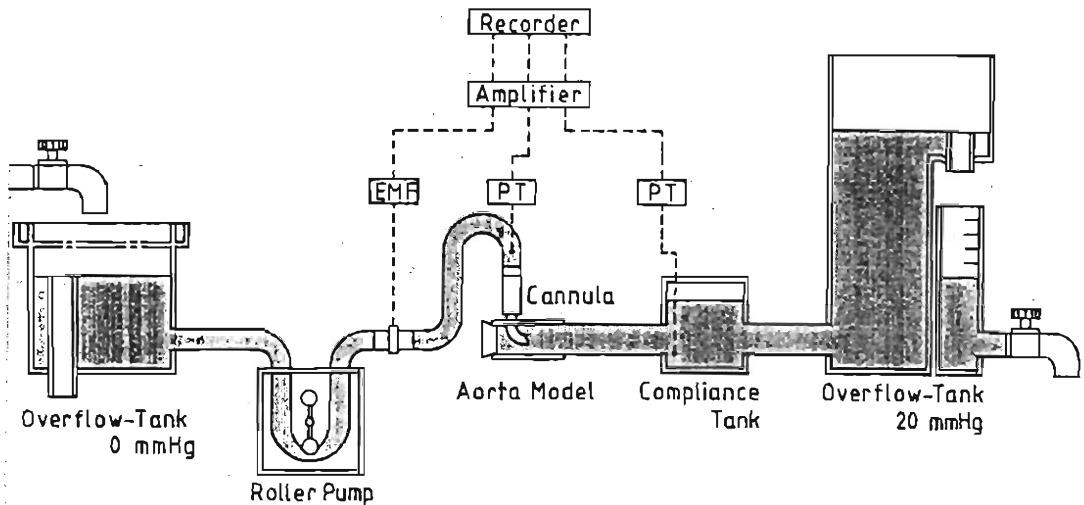 Recorder
Amplifier
EMF
PT
PT
Cannula
Aorta Model
Compliance
Tank
Overflow-Tank
20 mmHg
Overflow-Tank
0 mmHg
Roller Pump